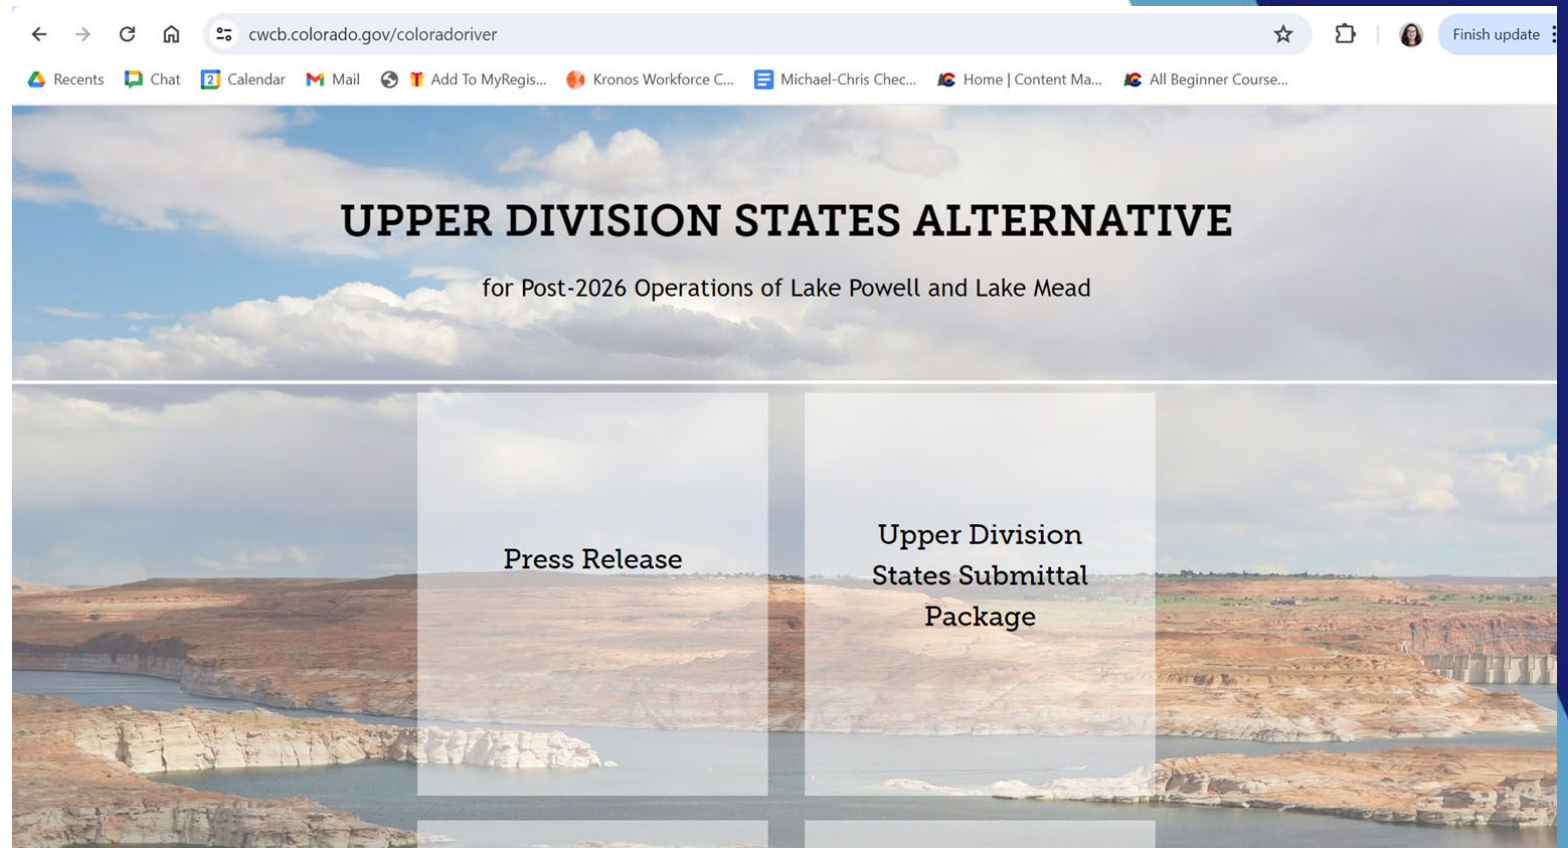 cwcb.colorado.gov/coloradoriver
Finish update
Recents Chat 2 Calendar Mail Add To MyRegis... Kronos Workforce C... Michael-Chris Chec... Home | Content Ma... All Beginner Course...
UPPER DIVISION STATES ALTERNATIVE
for Post-2026 Operations of Lake Powell and Lake Mead
Press Release
Upper Division
States Submittal
Package